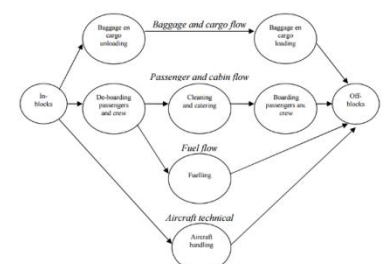 Baggage and cargo flow
Baggage en
cargo
unloading
Baggage en
cargo
loading
Passenger and cabin flow
In-
blocks
De-boarding
passengers
and crew
Cleaning
and catering
Boarding
passengers anc
crew
Off-
blocks
Fuel flow
Fuelling
Aircraft technical
Aircraft
handling